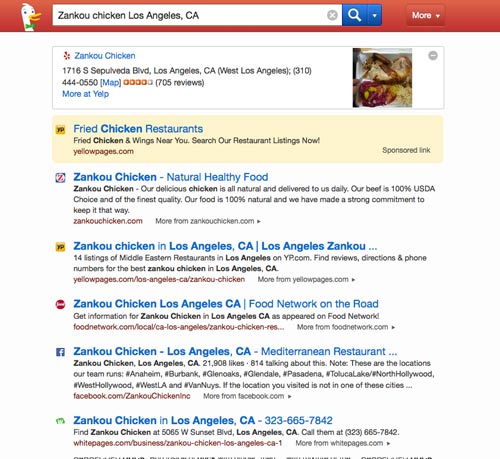 Zankou chicken Los Angeles, CA
More
Zankou Chicken
1716 S Sepulveda Blvd, Los Angeles, CA (West Los Angeles); (310)
444-0550 [Map] (705 reviews)
More at Yelp
YP Fried Chicken Restaurants
Fried Chicken & Wings Near You. Search Our Restaurant Listings Now!
yellowpages.com Sponsored link
Zankou Chicken - Natural Healthy Food
Zankou Chicken - Our delicious chicken is all natural and delivered to us daily. Our beef is 100% USDA
Choice and of the finest quality. Our food is 100% natural and we have made a strong commitment to
keep it that way.
zankouchicken.com More from zankouchicken.com
YP Zankou chicken in Los Angeles, CA | Los Angeles Zankou ...
14 listings of Middle Eastern Restaurants in Los Angeles on YP.com. Find reviews, directions & phone
numbers for the best zankou chicken in Los Angeles, CA.
yellowpages.com/los-angeles-ca/zankou-chicken More from yellowpages.com
Zankou Chicken Los Angeles CA | Food Network on the Road
Get information for Zankou Chicken in Los Angeles CA as appeared on Food Network!
foodnetwork.com/local/ca-los-angeles/zankou-chicken-res... More from foodnetwork.com
Zankou Chicken - Los Angeles, CA - Mediterranean Restaurant ...
Zankou Chicken, Los Angeles, CA. 21,908 likes · 814 talking about this. Note: These are the locations
our team runs: #Anaheim, #Burbank, #Glenoaks, #Glendale, #Pasadena, #TolucaLake/#NorthHollywood,
#WestHollywood, #WestLA and #VanNuys. If the location you visited is not in one of these cities ...
facebook.com/ZankouChickenInc More from facebook.com
Zankou Chicken in Los Angeles, CA - 323-665-7842
Find Zankou Chicken at 5065 W Sunset Blvd, Los Angeles, CA. Call them at (323) 665-7842.
whitepages.com/business/zankou-chicken-los-angeles-ca-1 More from whitepages.com